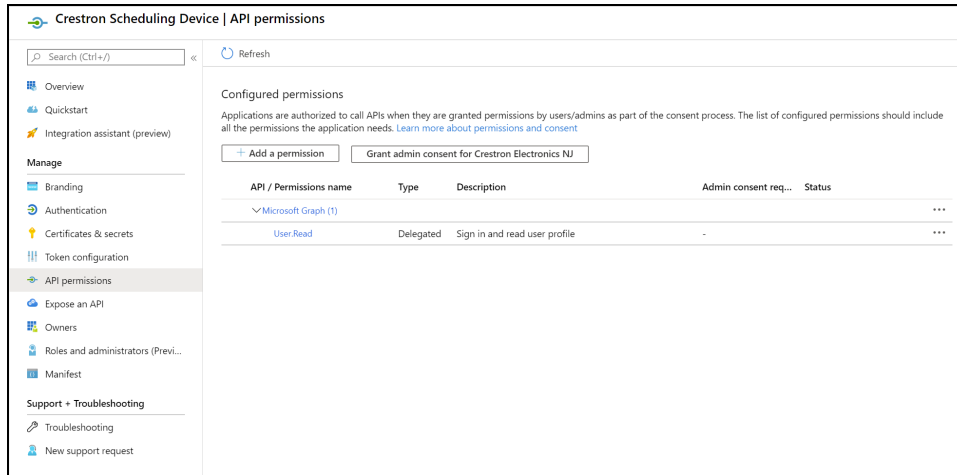 Crestron Scheduling Device | API permissions
Search (Ctrl+/)
«
Refresh
Overview
Quickstart
Integration assistant (preview)
Manage
Branding
Authentication
Certificates & secrets
Token configuration
API permissions
Expose an API
Owners
Roles and administrators (Previ...
Manifest
Support + Troubleshooting
Troubleshooting
New support request
Configured permissions
Applications are authorized to call APIs when they are granted permissions by users/admins as part of the consent process. The list of configured permissions should include
all the permissions the application needs. Learn more about permissions and consent
+ Add a permission Grant admin consent for Crestron Electronics NJ
API / Permissions name Type Description Admin consent req... Status
Microsoft Graph (1) ...
User.Read Delegated Sign in and read user profile - ...